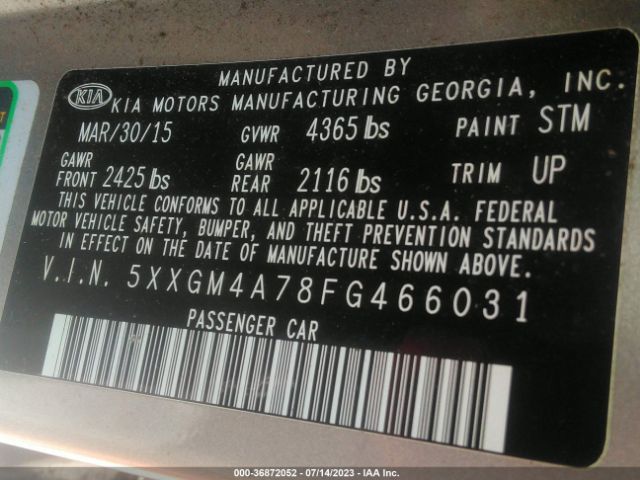 MANUFACTURED BY
KIA KIA MOTORS MANUFACTURING GEORGIA, INC.
MAR/30/15 GVWR 4365 lbs PAINT STM
GAWR FRONT 2425 lbs GAWR REAR 2116 lbs TRIM UP
THIS VEHICLE CONFORMS TO ALL APPLICABLE U.S.A. FEDERAL
MOTOR VEHICLE SAFETY, BUMPER, AND THEFT PREVENTION STANDARDS
IN EFFECT ON THE DATE OF MANUFACTURE SHOWN ABOVE.
V.I.N. 5XXGM4A78FG466031
PASSENGER CAR
000-36872052 - 07/14/2023 - IAA Inc.